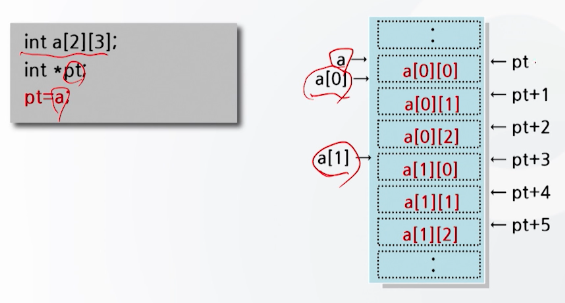 int a[2][3];
int *pt;
pt=a;
:
a
a[0]
a[0][0]
pt
a[0][1]
pt+1
a[0][2]
pt+2
a[1]
a[1][0]
pt+3
a[1][1]
pt+4
a[1][2]
pt+5
: